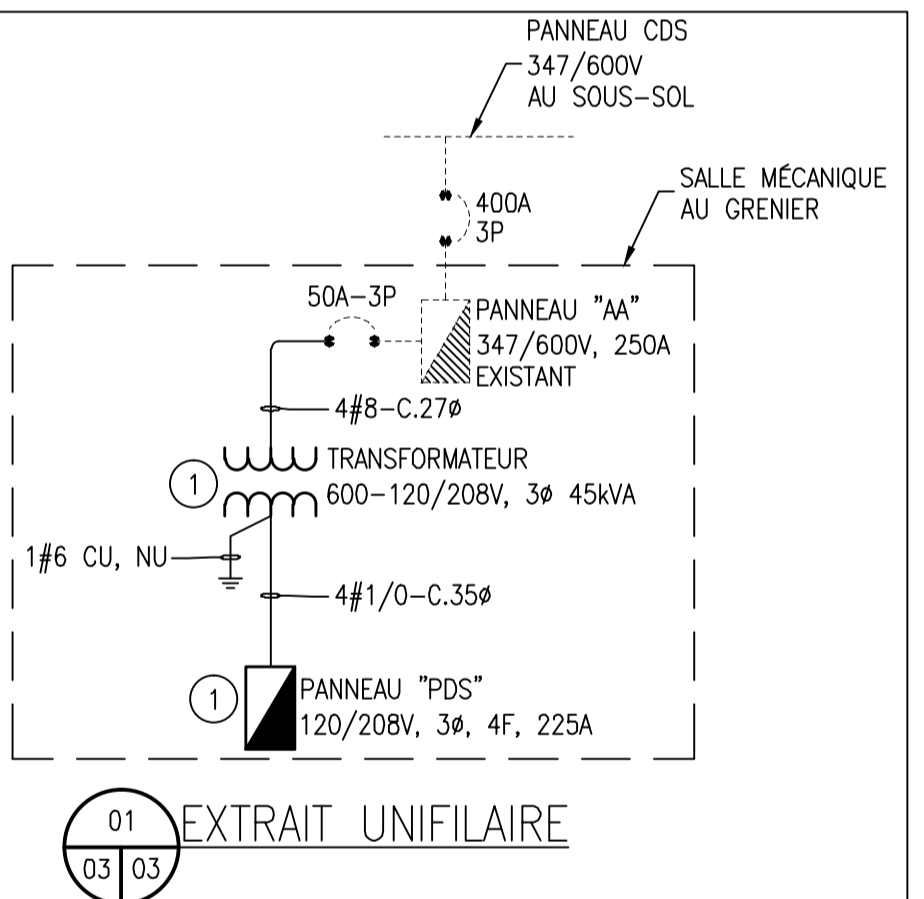 PANNEAU CDS
347/600V
AU SOUS-SOL
SALLE MÉCANIQUE
AU GRENIER
400A
3P
50A-3P
PANNEAU "AA"
347/600V, 250A
EXISTANT
4#8-C.27ø
1
TRANSFORMATEUR
600-120/208V, 3ø 45kVA
1#6 CU, NU
4#1/0-C.35ø
1
PANNEAU "PDS"
120/208V, 3ø, 4F, 225A
01
EXTRAIT UNIFILAIRE
03 03